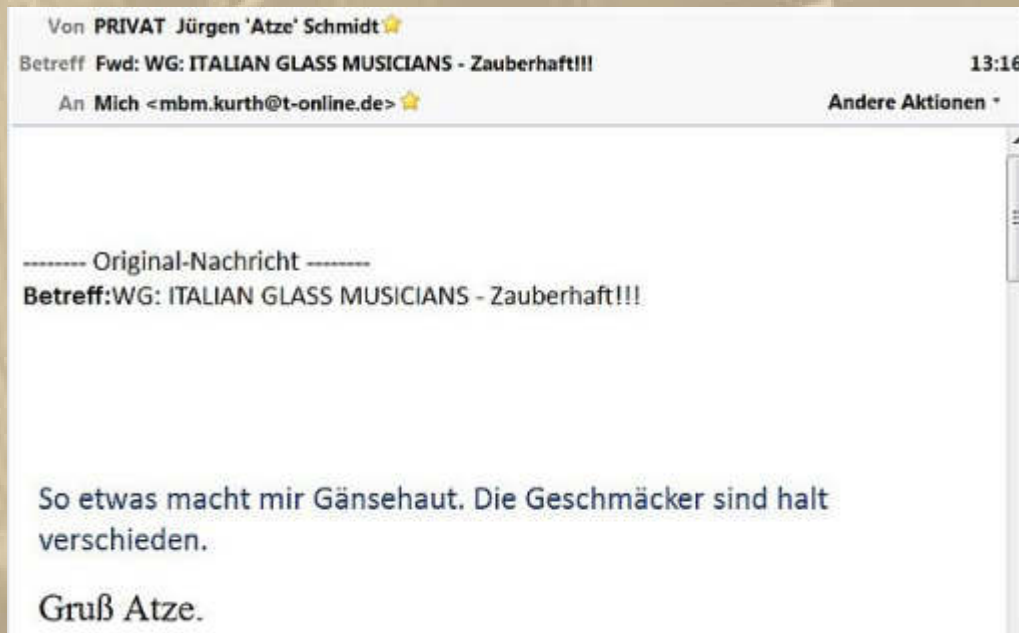 Von PRIVAT Jürgen 'Atze' Schmidt
Betreff Fwd: WG: ITALIAN GLASS MUSICIANS - Zauberhaft!!! 13:16
An Mich <mbm.kurth@t-online.de> Andere Aktionen
-------- Original-Nachricht --------
Betreff:WG: ITALIAN GLASS MUSICIANS - Zauberhaft!!!
So etwas macht mir Gänsehaut. Die Geschmäcker sind halt
verschieden.
Gruß Atze.